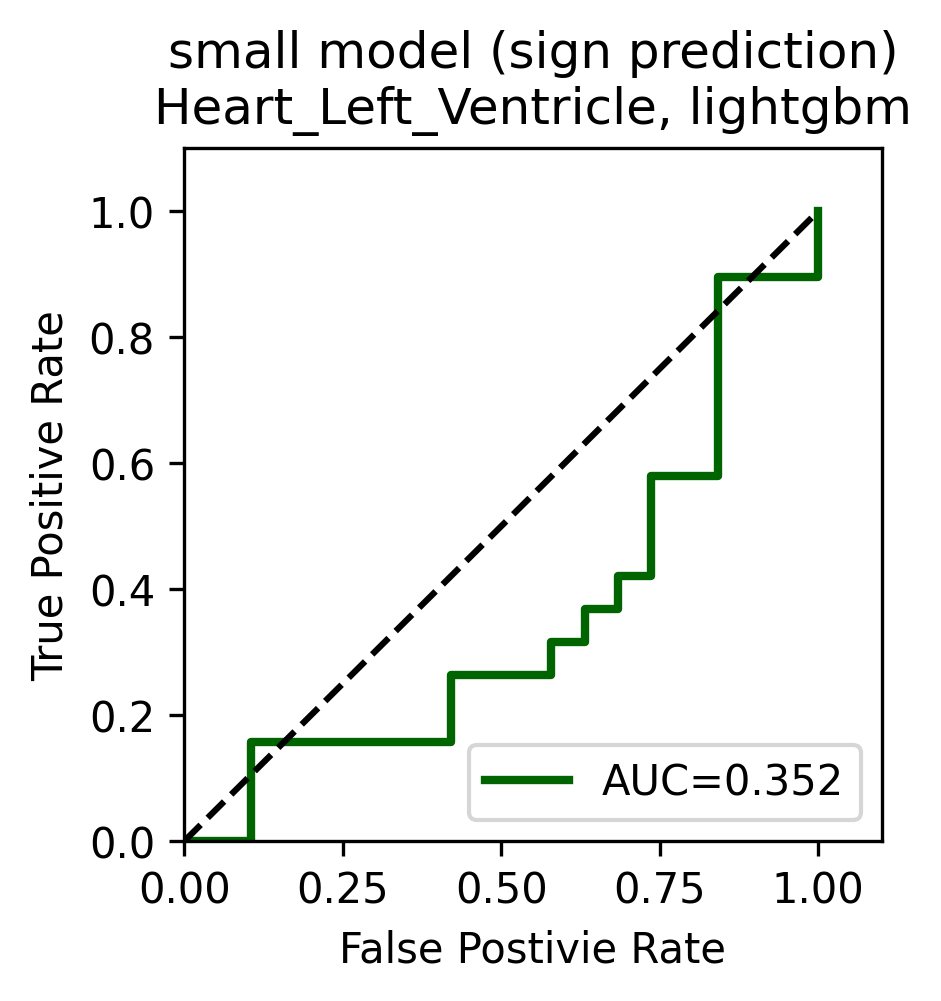 small model (sign prediction)
Heart_Left_Ventricle, lightgbm
True Positive Rate
1.0
0.8
0.6
0.4
0.2
0.0
AUC=0.352
0.00 0.25 0.50 0.75 1.00
False Postivie Rate